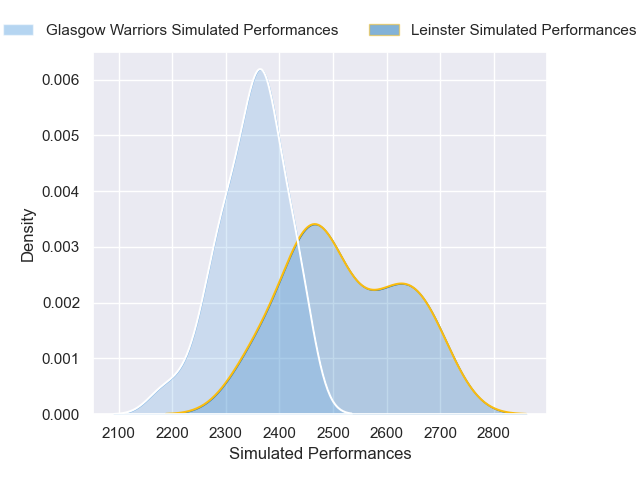 Glasgow Warriors Simulated Performances Leinster Simulated Performances
0.006
0.005
0.004
0.003
0.002
0.001
0.000
Density
2100 2200 2300 2400 2500 2600 2700 2800
Simulated Performances